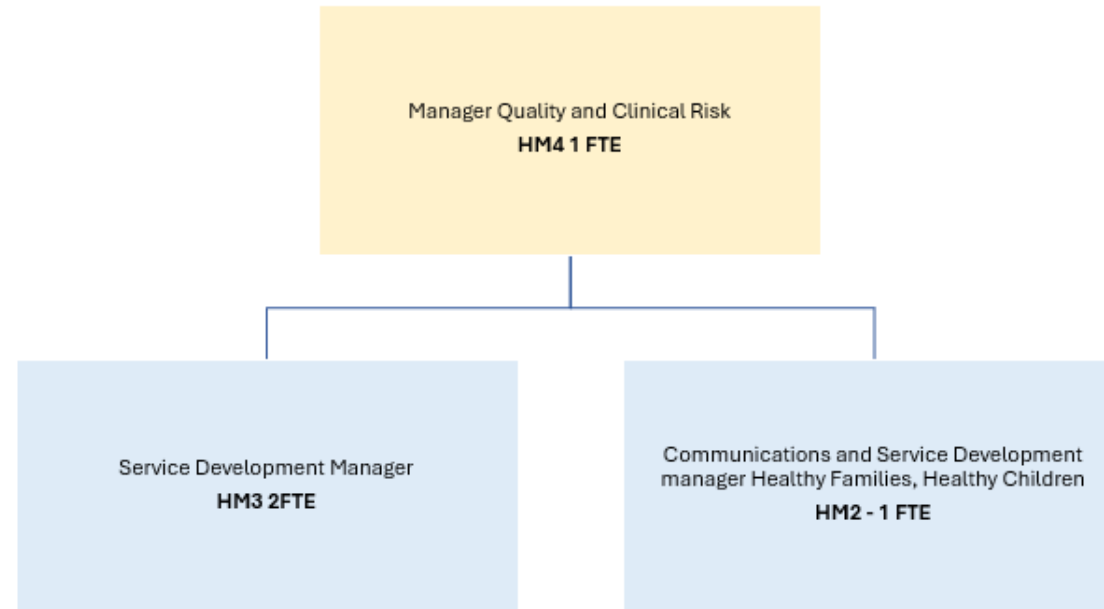 Manager Quality and Clinical Risk
HM4 1 FTE
Service Development Manager
HM3 2FTE
Communications and Service Development
manager Healthy Families, Healthy Children
HM2 - 1 FTE